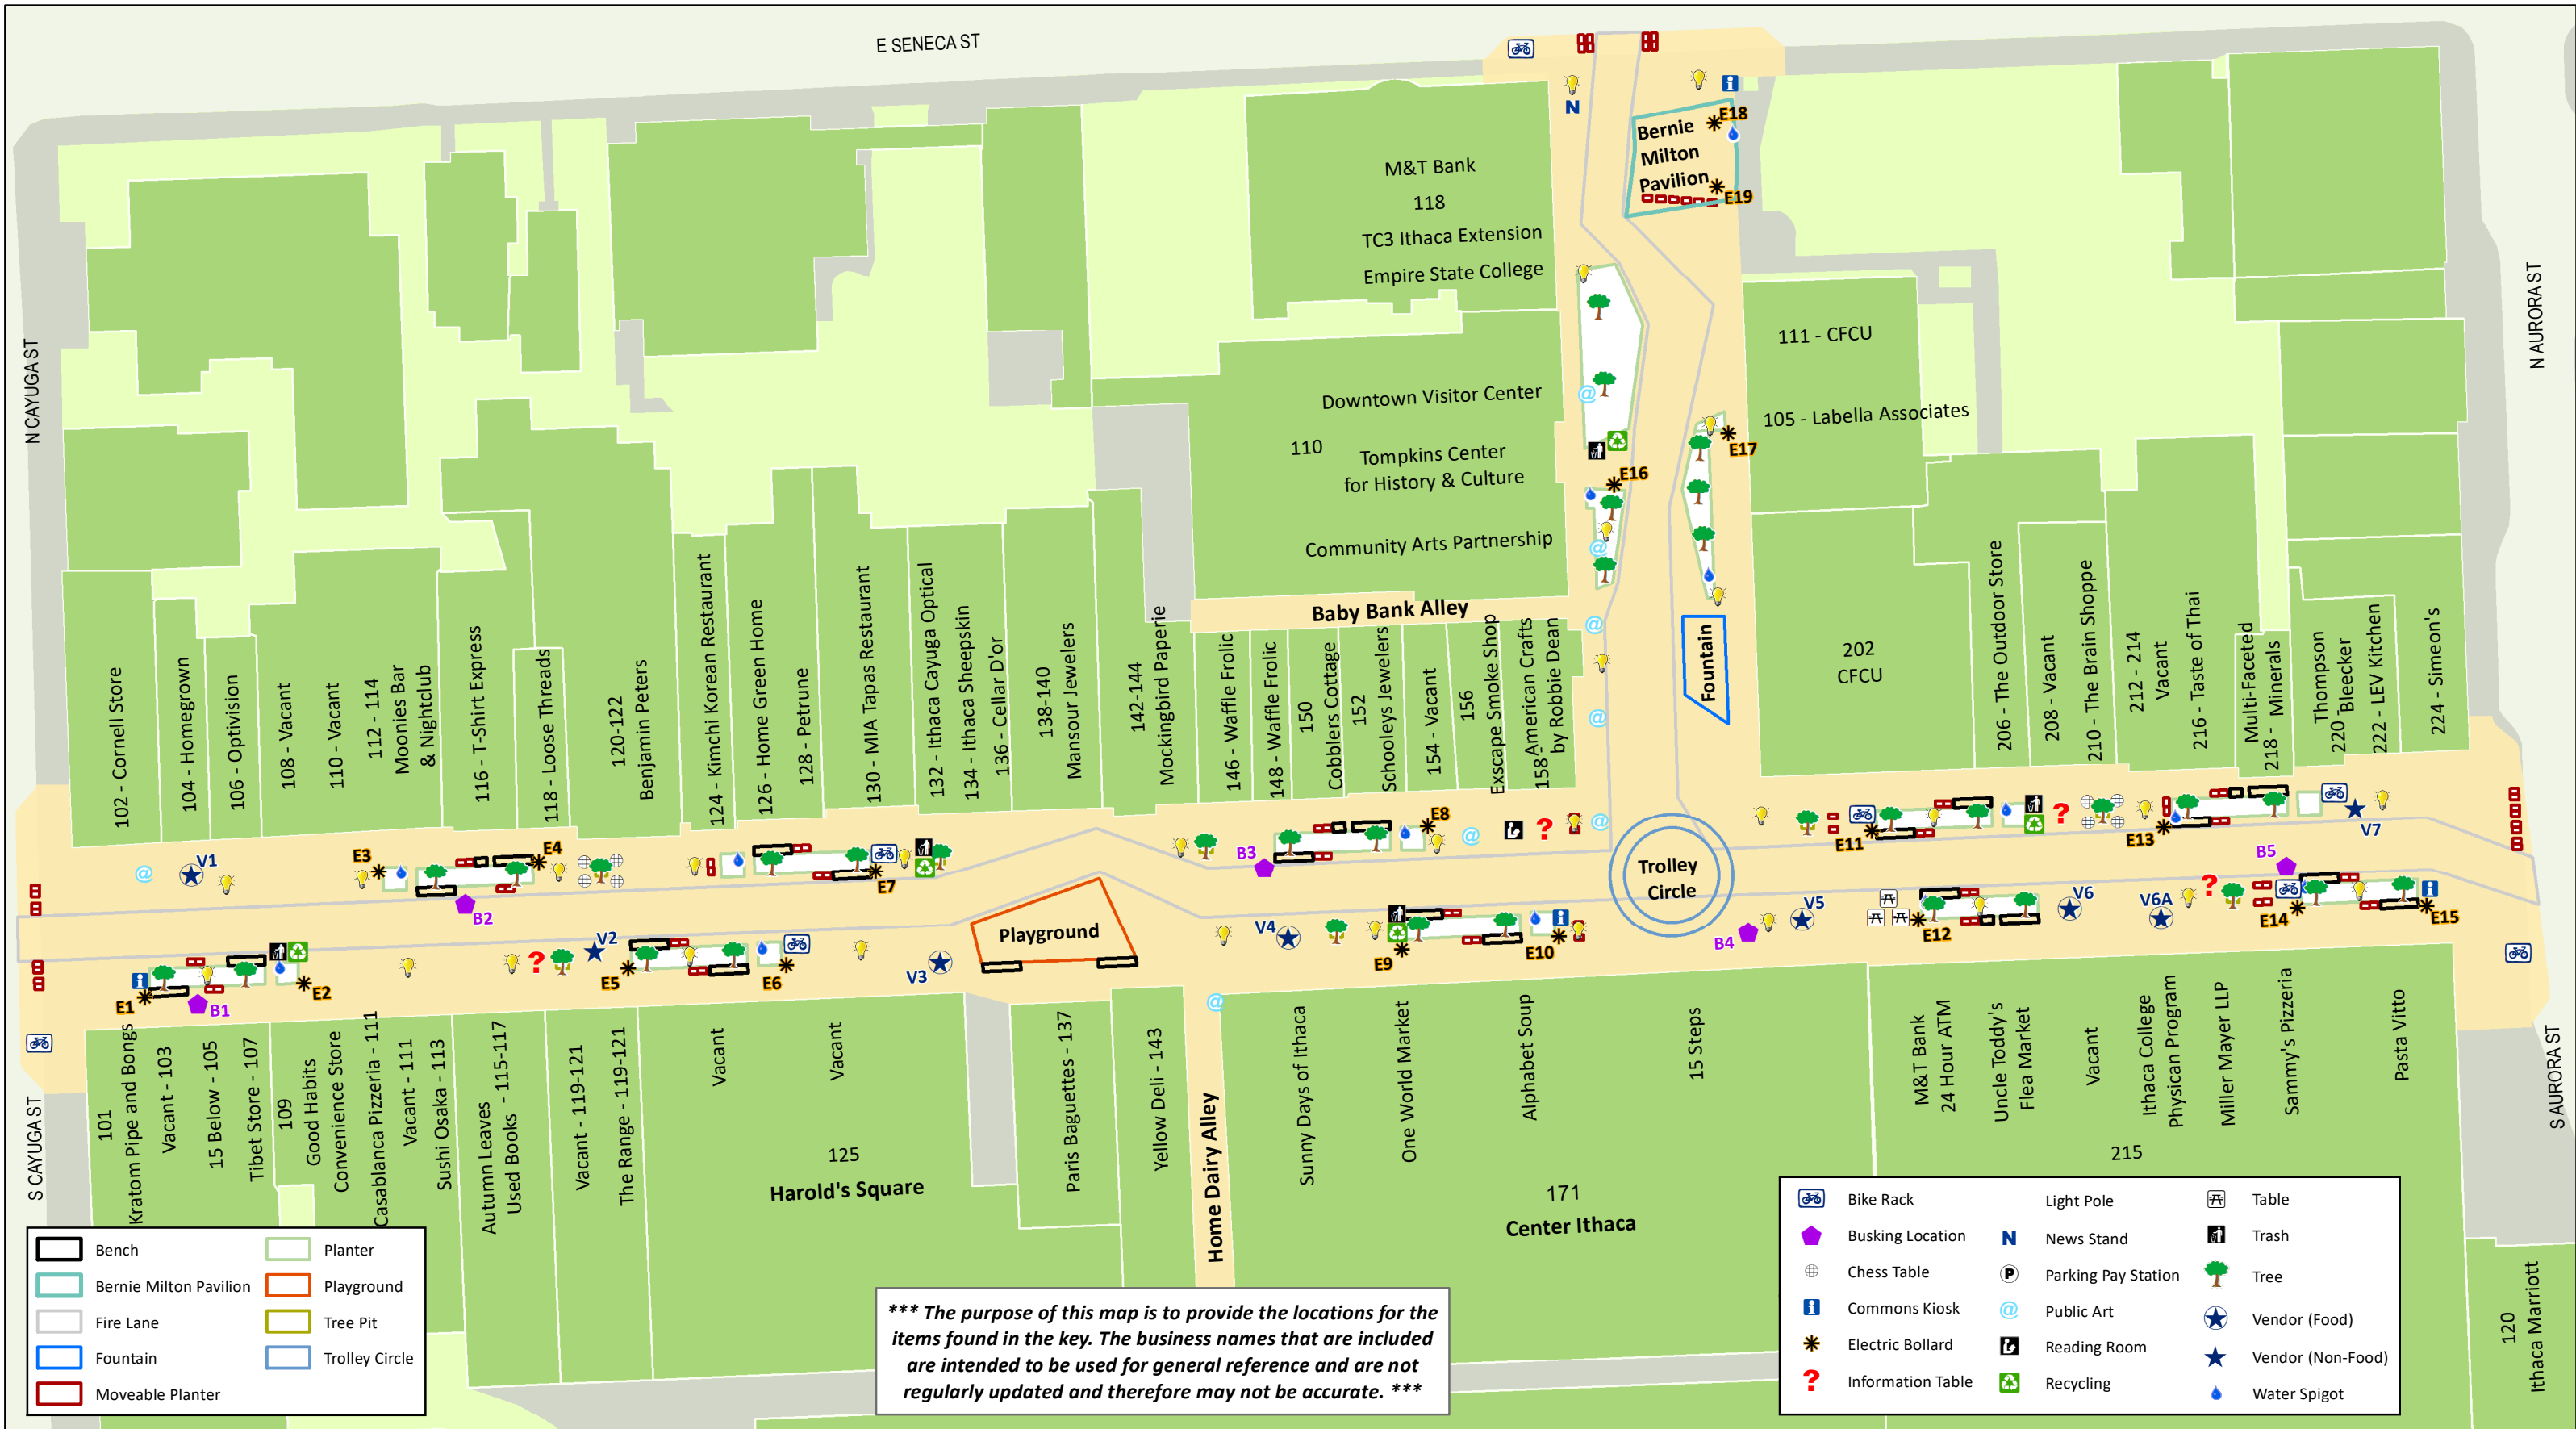 E SENECA ST
N CAYUGA ST
N AURORA ST
S CAYUGA ST
S AURORA ST
N
Bernie
Milton
Pavilion
E18
E19
M&T Bank
118
TC3 Ithaca Extension
Empire State College
Downtown Visitor Center
110
Tompkins Center
for History & Culture
Community Arts Partnership
Baby Bank Alley
E16
E17
111 - CFCU
105 - Labella Associates
Fountain
202
CFCU
102 - Cornell Store
104 - Homegrown
106 - Optivision
108 - Vacant
110 - Vacant
112 - 114
Moonies Bar
& Nightclub
116 - T-Shirt Express
118 - Loose Threads
120-122
Benjamin Peters
124 - Kimchi Korean Restaurant
126 - Home Green Home
128 - Petrune
130 - MIA Tapas Restaurant
132 - Ithaca Cayuga Optical
134 - Ithaca Sheepskin
136 - Cellar D'or
138-140
Mansour Jewelers
142-144
Mockingbird Paperie
146 - Waffle Frolic
148 - Waffle Frolic
150
Cobblers Cottage
152
Schooleys Jewelers
154 - Vacant
156
Exscape Smoke Shop
158 American Crafts
by Robbie Dean
206 - The Outdoor Store
208 - Vacant
210 - The Brain Shoppe
212 - 214
Vacant
216 - Taste of Thai
Multi-Faceted
218 - Minerals
Thompson
220 - Bleecker
222 - LEV Kitchen
224 - Simeon's
V1
E3
E4
B2
E7
B3
E8
?
Trolley
Circle
E11
?
E13
V7
B5
E1
B1
E2
?
V2
E5
E6
V3
Playground
V4
E9
E10
B4
V5
E12
V6
V6A
?
E14
E15
101
Kratom Pipe and Bongs
Vacant - 103
15 Below - 105
Tibet Store - 107
109
Good Habits
Convenience Store
Casablanca Pizzeria - 111
Vacant - 111
Sushi Osaka - 113
Autumn Leaves
Used Books - 115-117
Vacant - 119-121
The Range - 119-121
Vacant
Vacant
125
Harold's Square
Paris Baguettes - 137
Yellow Deli - 143
Home Dairy Alley
Sunny Days of Ithaca
One World Market
Alphabet Soup
15 Steps
171
Center Ithaca
M&T Bank
24 Hour ATM
Uncle Toddy's
Flea Market
Vacant
Ithaca College
Physican Program
Miller Mayer LLP
Sammy's Pizzeria
Pasta Vitto
215
120
Ithaca Marriott
Bench
Bernie Milton Pavilion
Fire Lane
Fountain
Moveable Planter
Planter
Playground
Tree Pit
Trolley Circle
*** The purpose of this map is to provide the locations for the
items found in the key. The business names that are included
are intended to be used for general reference and are not
regularly updated and therefore may not be accurate. ***
Bike Rack
Busking Location
Chess Table
Commons Kiosk
Electric Bollard
? Information Table
Light Pole
N News Stand
P Parking Pay Station
@ Public Art
Reading Room
Recycling
Table
Trash
Tree
Vendor (Food)
Vendor (Non-Food)
Water Spigot